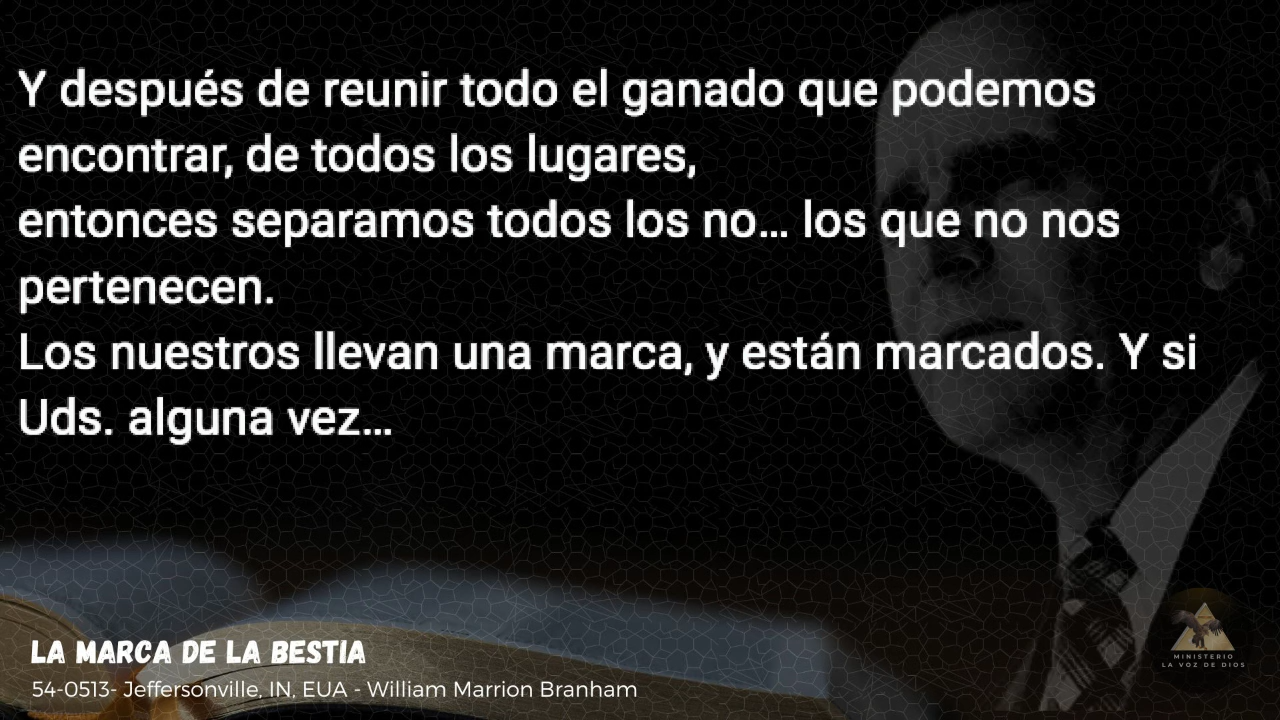 Y después de reunir todo el ganado que podemos
encontrar, de todos los lugares,
entonces separamos todos los no... los que no nos
pertenecen.
Los nuestros llevan una marca, y están marcados. Y si
Uds. alguna vez...
LA MARCA DE LA BESTIA
54-0513- Jeffersonville, IN, EUA - William Marrion Branham
MINISTERIO
LA VOZ DE DIOS